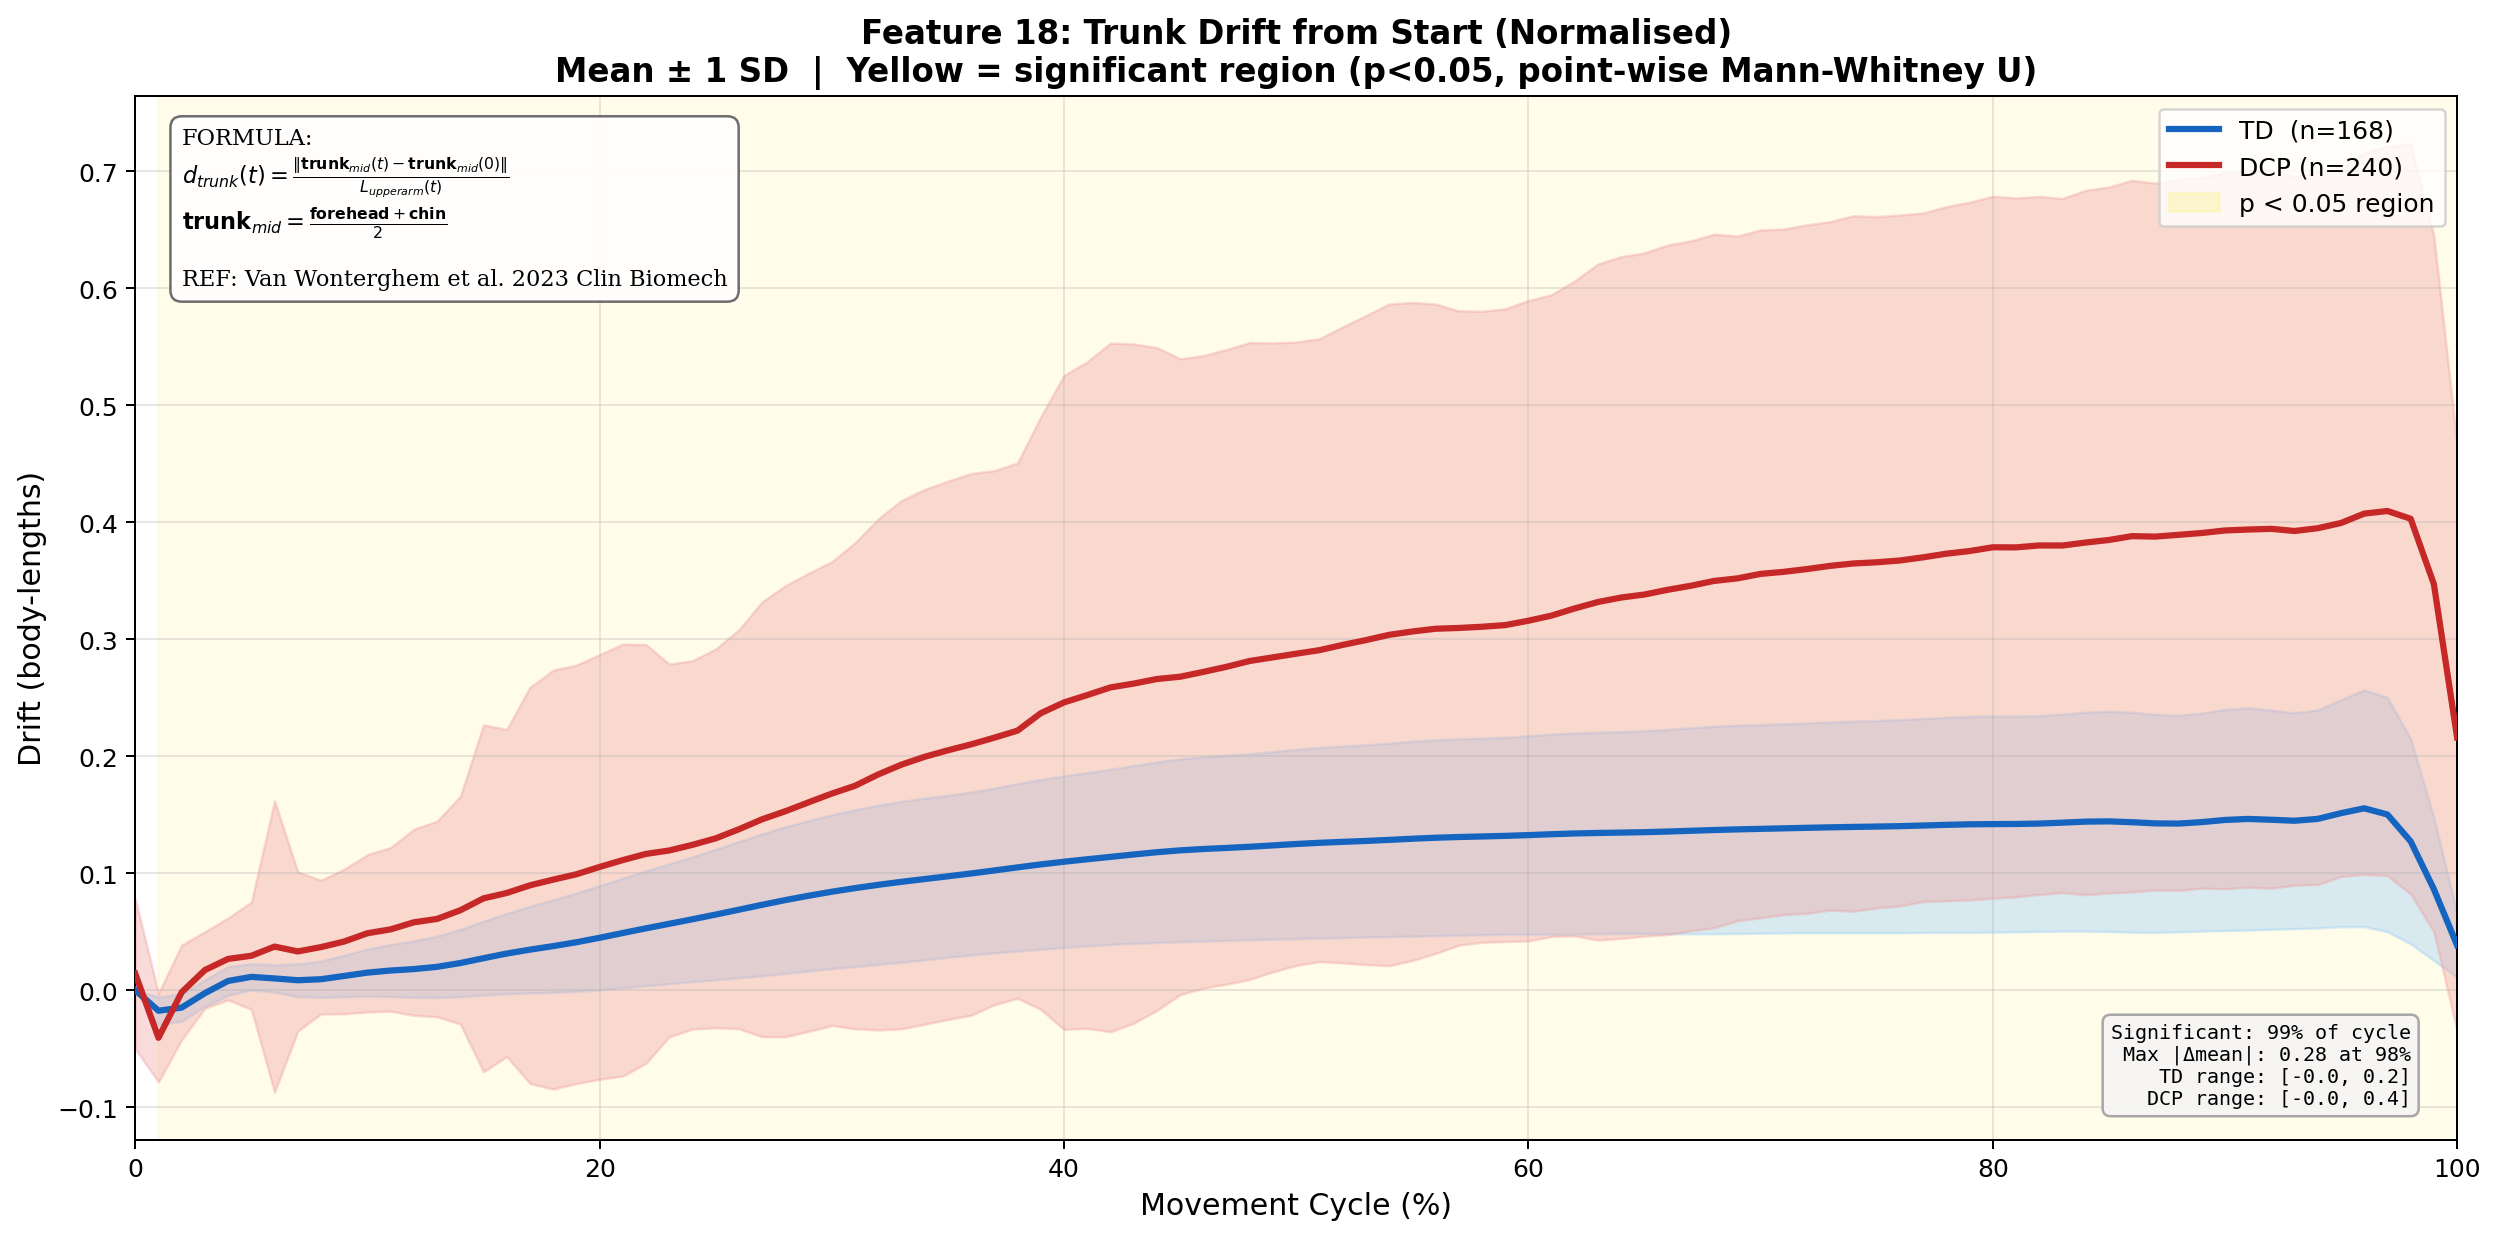 Feature 18: Trunk Drift from Start (Normalised)
Mean ± 1 SD | Yellow = significant region (p<0.05, point-wise Mann-Whitney U)
FORMULA:
d_trunk(t) = ‖trunk_mid(t) − trunk_mid(0)‖ / L_upperarm(t)
trunk_mid = forehead + chin / 2
REF: Van Wonterghem et al. 2023 Clin Biomech
TD (n=168)
DCP (n=240)
p < 0.05 region
Drift (body-lengths)
0.7
0.6
0.5
0.4
0.3
0.2
0.1
0.0
−0.1
Significant: 99% of cycle
Max |Δmean|: 0.28 at 98%
TD range: [-0.0, 0.2]
DCP range: [-0.0, 0.4]
0 20 40 60 80 100
Movement Cycle (%)